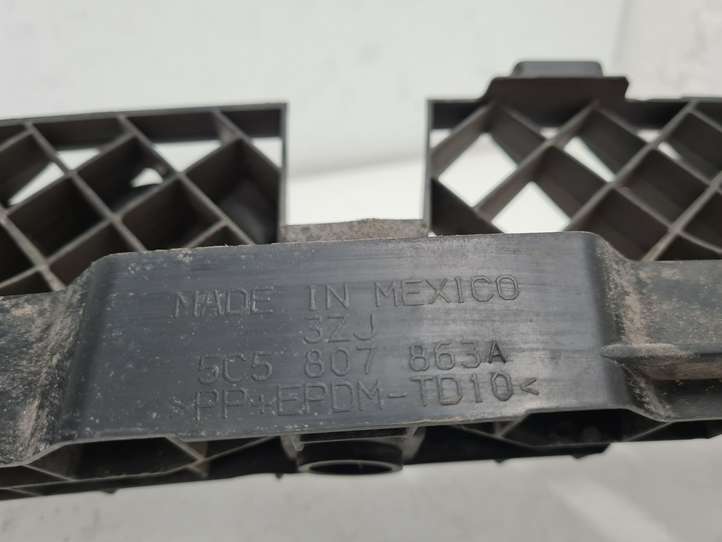 MADE IN MEXICO
3ZJ
5C5 807 863A
>PP+EPDM-TD10<